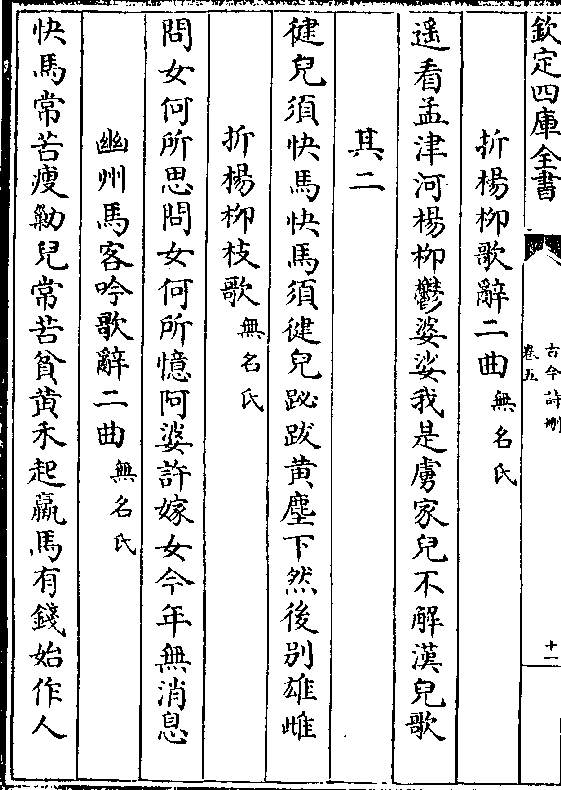 欽定四庫全書
古今詩刪
卷五
十一
折楊栁歌辭二曲 無名氏
遥看孟津河楊栁鬱婆娑我是虜家兒不解漢兒歌
其二
健兒須快馬快馬須健兒跸跋黄塵下然後别雄雌
折楊栁枝歌 無名氏
問女何所思問女何所憶阿婆許嫁女今年無消息
幽州馬客吟歌辭二曲 無名氏
快馬常苦瘦勦兒常苦貧黄禾起羸馬有錢始作人